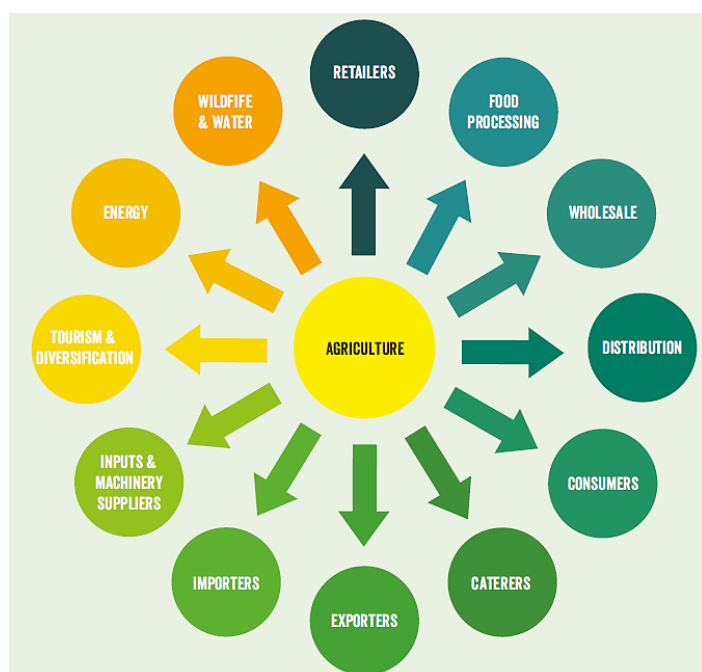 RETAILERS
FOOD
PROCESSING
WHOLESALE
DISTRIBUTION
CONSUMERS
CATERERS
EXPORTERS
IMPORTERS
INPUTS &
MACHINERY
SUPPLIERS
TOURISM &
DIVERSIFICATION
ENERGY
WILDFIFE
& WATER
AGRICULTURE